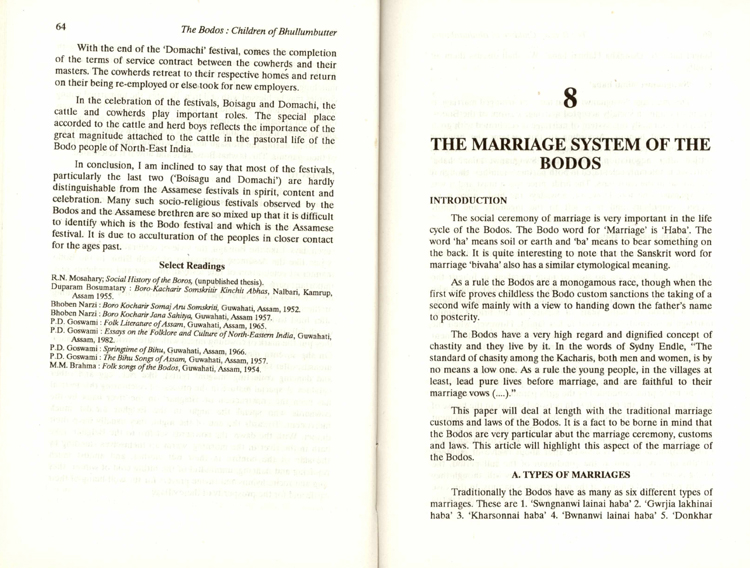 64
The Bodos : Children of Bhullumbutter
With the end of the 'Domachi' festival, comes the completion
of the terms of service contract between the cowherds and their
masters. The cowherds retreat to their respective homes and return
on their being re-employed or else took for new employers.
In the celebration of the festivals, Boisagu and Domachi, the
cattle and cowherds play important roles. The special place
accorded to the cattle and herd boys reflects the importance of the
great magnitude attached to the cattle in the pastoral life of the
Bodo people of North-East India.
In conclusion, I am inclined to say that most of the festivals,
particularly the last two ('Boisagu and Domachi') are hardly
distinguishable from the Assamese festivals in spirit, content and
celebration. Many such socio-religious festivals observed by the
Bodos and the Assamese brethren are so mixed up that it is difficult
to identify which is the Bodo festival and which is the Assamese
festival. It is due to acculturation of the peoples in closer contact
for the ages past.
Select Readings
R.N. Mosahary; Social History of the Boros, (unpublished thesis).
Duparam Bosumatary : Boro-Kacharir Somskritir Kinchit Abhas, Nalbari, Kamrup,
Assam 1955.
Bhoben Narzi : Boro Kocharir Somaj Aru Somskriti, Guwahati, Assam, 1952.
Bhoben Narzi : Boro Kocharir Jana Sahitya, Guwahati, Assam 1957.
P.D. Goswami : Folk Literature of Assam, Guwahati, Assam, 1965.
P.D. Goswami : Essays on the Folklore and Culture of North-Eastern India, Guwahati,
Assam, 1982.
P.D. Goswami : Springtime of Bihu, Guwahati, Assam, 1966.
P.D. Goswami : The Bihu Songs of Assam, Guwahati, Assam, 1957.
M.M. Brahma : Folk songs of the Bodos, Guwahati, Assam, 1954.
8
THE MARRIAGE SYSTEM OF THE
BODOS
INTRODUCTION
The social ceremony of marriage is very important in the life
cycle of the Bodos. The Bodo word for 'Marriage' is 'Haba'. The
word 'ha' means soil or earth and 'ba' means to bear something on
the back. It is quite interesting to note that the Sanskrit word for
marriage 'bivaha' also has a similar etymological meaning.
As a rule the Bodos are a monogamous race, though when the
first wife proves childless the Bodo custom sanctions the taking of a
second wife mainly with a view to handing down the father's name
to posterity.
The Bodos have a very high regard and dignified concept of
chastity and they live by it. In the words of Sydny Endle, "The
standard of chasity among the Kacharis, both men and women, is by
no means a low one. As a rule the young people, in the villages at
least, lead pure lives before marriage, and are faithful to their
marriage vows (....)."
This paper will deal at length with the traditional marriage
customs and laws of the Bodos. It is a fact to be borne in mind that
the Bodos are very particular abut the marriage ceremony, customs
and laws. This article will highlight this aspect of the marriage of
the Bodos.
A. TYPES OF MARRIAGES
Traditionally the Bodos have as many as six different types of
marriages. These are 1. 'Swngnanwi lainai haba' 2. 'Gwrjia lakhinai
haba' 3. 'Kharsonnai haba' 4. 'Bwnanwi lainai haba' 5. 'Donkhar